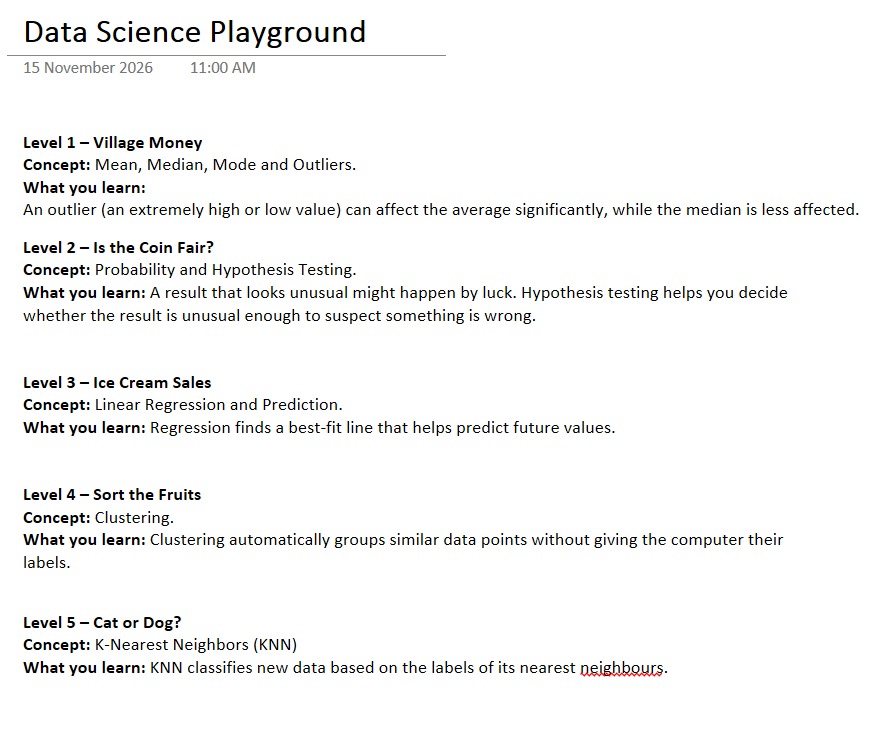 Data Science Playground
15 November 2026 11:00 AM
Level 1 – Village Money
Concept: Mean, Median, Mode and Outliers.
What you learn:
An outlier (an extremely high or low value) can affect the average significantly, while the median is less affected.
Level 2 – Is the Coin Fair?
Concept: Probability and Hypothesis Testing.
What you learn: A result that looks unusual might happen by luck. Hypothesis testing helps you decide
whether the result is unusual enough to suspect something is wrong.
Level 3 – Ice Cream Sales
Concept: Linear Regression and Prediction.
What you learn: Regression finds a best-fit line that helps predict future values.
Level 4 – Sort the Fruits
Concept: Clustering.
What you learn: Clustering automatically groups similar data points without giving the computer their
labels.
Level 5 – Cat or Dog?
Concept: K-Nearest Neighbors (KNN)
What you learn: KNN classifies new data based on the labels of its nearest neighbours.